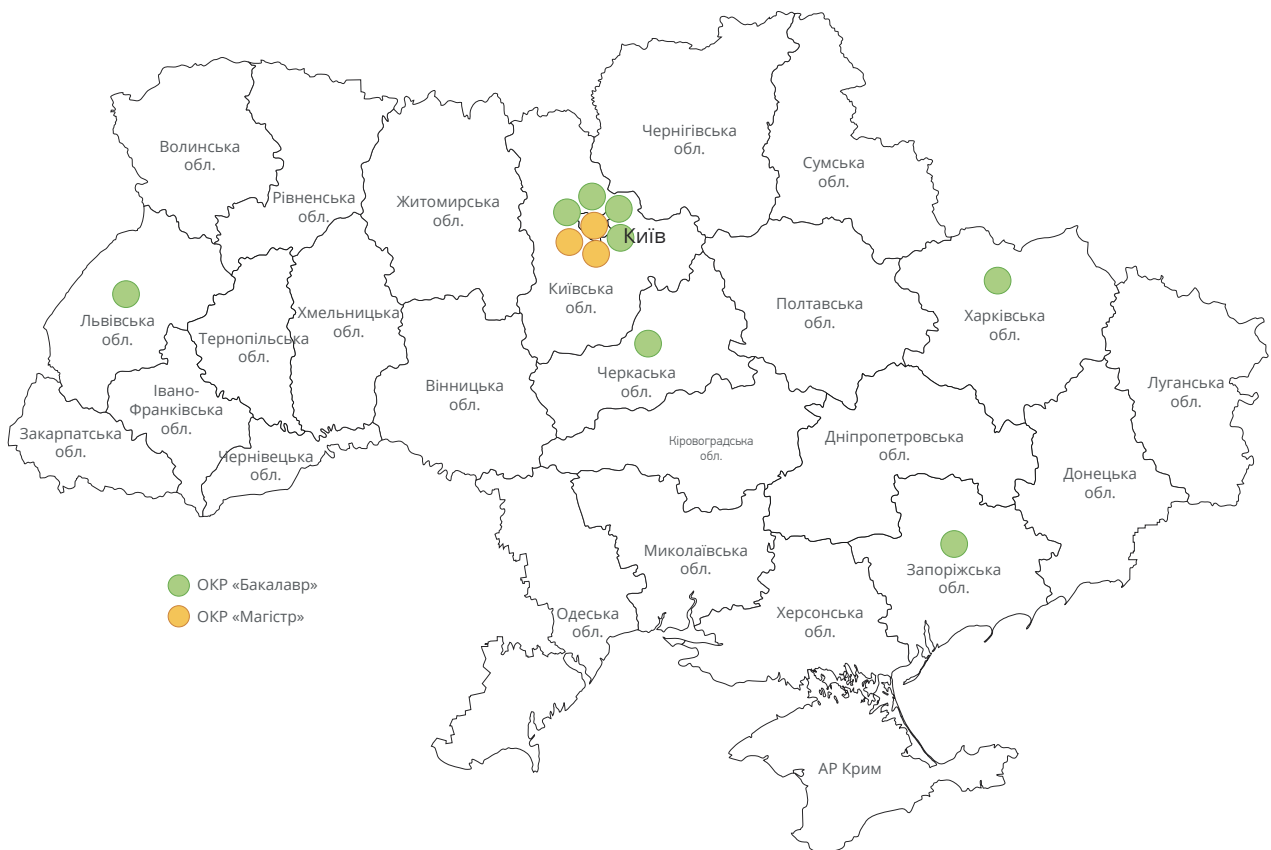 Чернігівська
обл.
Волинська
обл.
Сумська
обл.
Рівненська
обл.
Житомирська
обл.
Київ
Київська
обл.
Львівська
обл.
Тернопільська
обл.
Хмельницька
обл.
Полтавська
обл.
Харківська
обл.
Черкаська
обл.
Вінницька
обл.
Луганська
обл.
Івано-
Франківська
обл.
Закарпатська
обл.
Чернівецька
обл.
Кіровоградська
обл.
Дніпропетровська
обл.
Донецька
обл.
Миколаївська
обл.
Запоріжська
обл.
ОКР «Бакалавр»
ОКР «Магістр»
Одеська
обл.
Херсонська
обл.
АР Крим